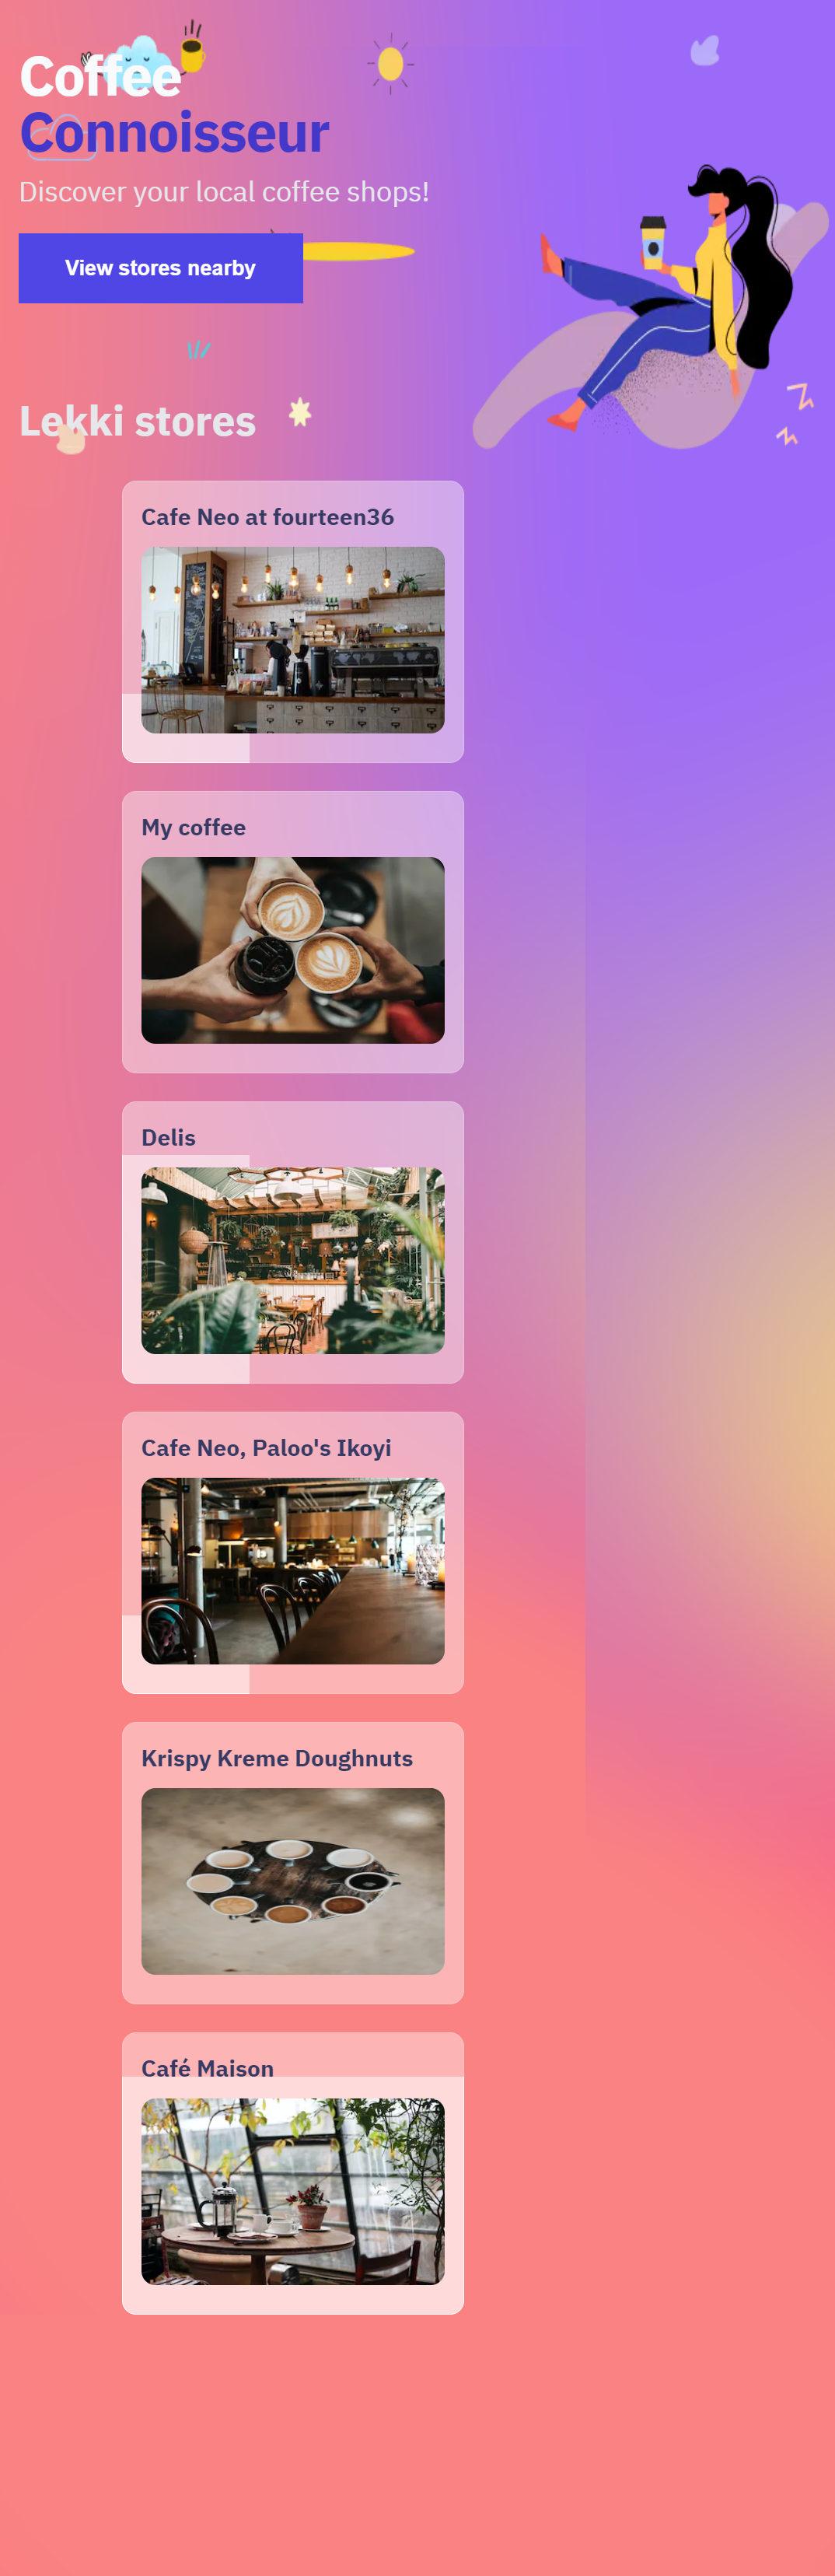 Coffee
Connoisseur
Discover your local coffee shops!
View stores nearby
Lekki stores
Cafe Neo at fourteen36
My coffee
Delis
Cafe Neo, Paloo's Ikoyi
Krispy Kreme Doughnuts
Café Maison